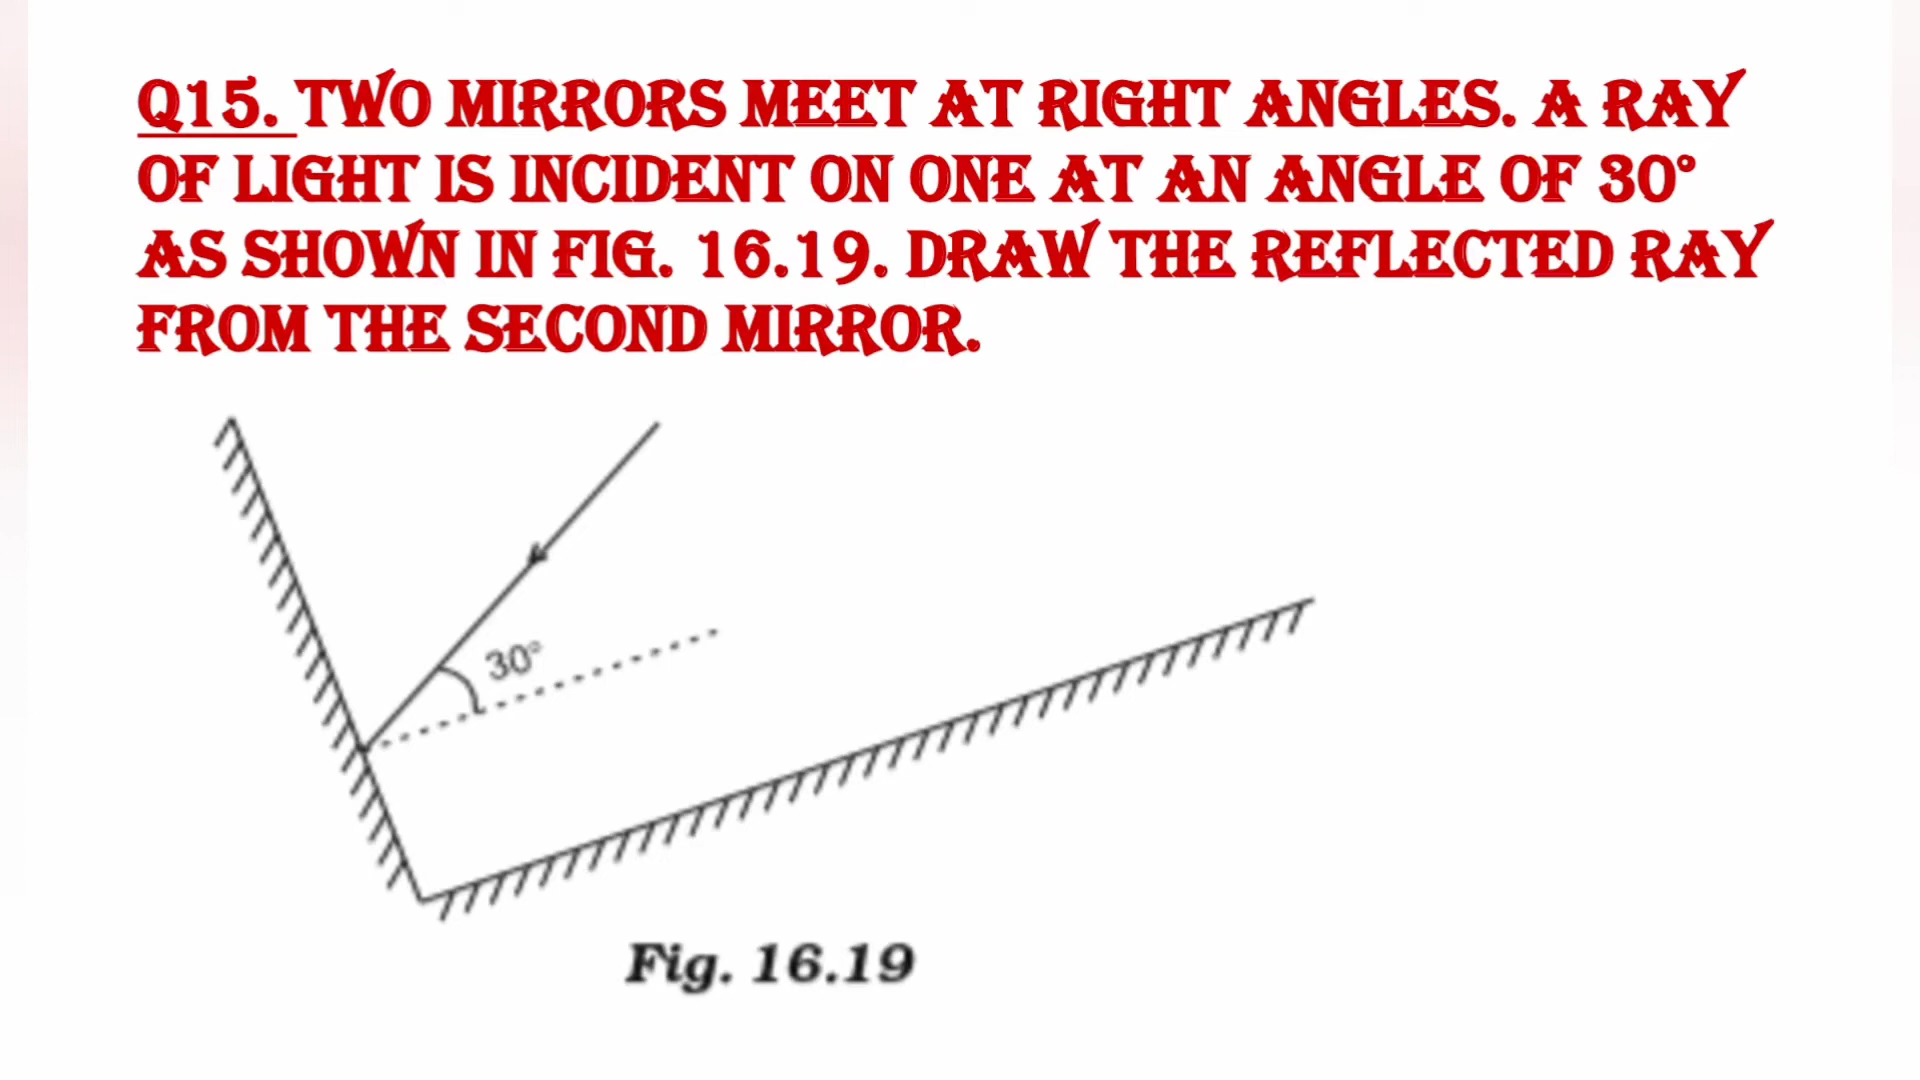 Q15. TWO MIRRORS MEET AT RIGHT ANGLES. A RAY
OF LIGHT IS INCIDENT ON ONE AT AN ANGLE OF 30°
AS SHOWN IN FIG. 16.19. DRAW THE REFLECTED RAY
FROM THE SECOND MIRROR.
30°
Fig. 16.19